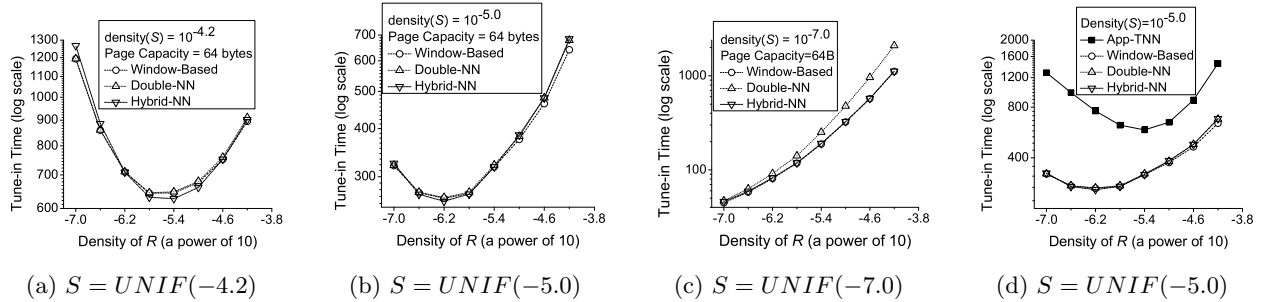 density(S) = 10^-4.2
Page Capacity = 64 bytes
Window-Based
Double-NN
Hybrid-NN
Tune-in Time (log scale)
1300
1200
1100
1000
900
800
700
600
-7.0 -6.2 -5.4 -4.6 -3.8
Density of R (a power of 10)
(a) S = UNIF(−4.2)
density(S) = 10^-5.0
Page Capacity = 64 bytes
Window-Based
Double-NN
Hybrid-NN
Tune-in Time (log scale)
700
600
500
400
300
-7.0 -6.2 -5.4 -4.6 -3.8
Density of R (a power of 10)
(b) S = UNIF(−5.0)
density(S) = 10^-7.0
Page Capacity=64B
Window-Based
Double-NN
Hybrid-NN
Tune-in Time (log scale)
1000
100
-7.0 -6.2 -5.4 -4.6 -3.8
Density of R (a power of 10)
(c) S = UNIF(−7.0)
Density(S)=10^-5.0
App-TNN
Window-Based
Double-NN
Hybrid-NN
Tune-in Time (log scale)
2000
1600
1200
800
400
-7.0 -6.2 -5.4 -4.6 -3.8
Density of R (a power of 10)
(d) S = UNIF(−5.0)